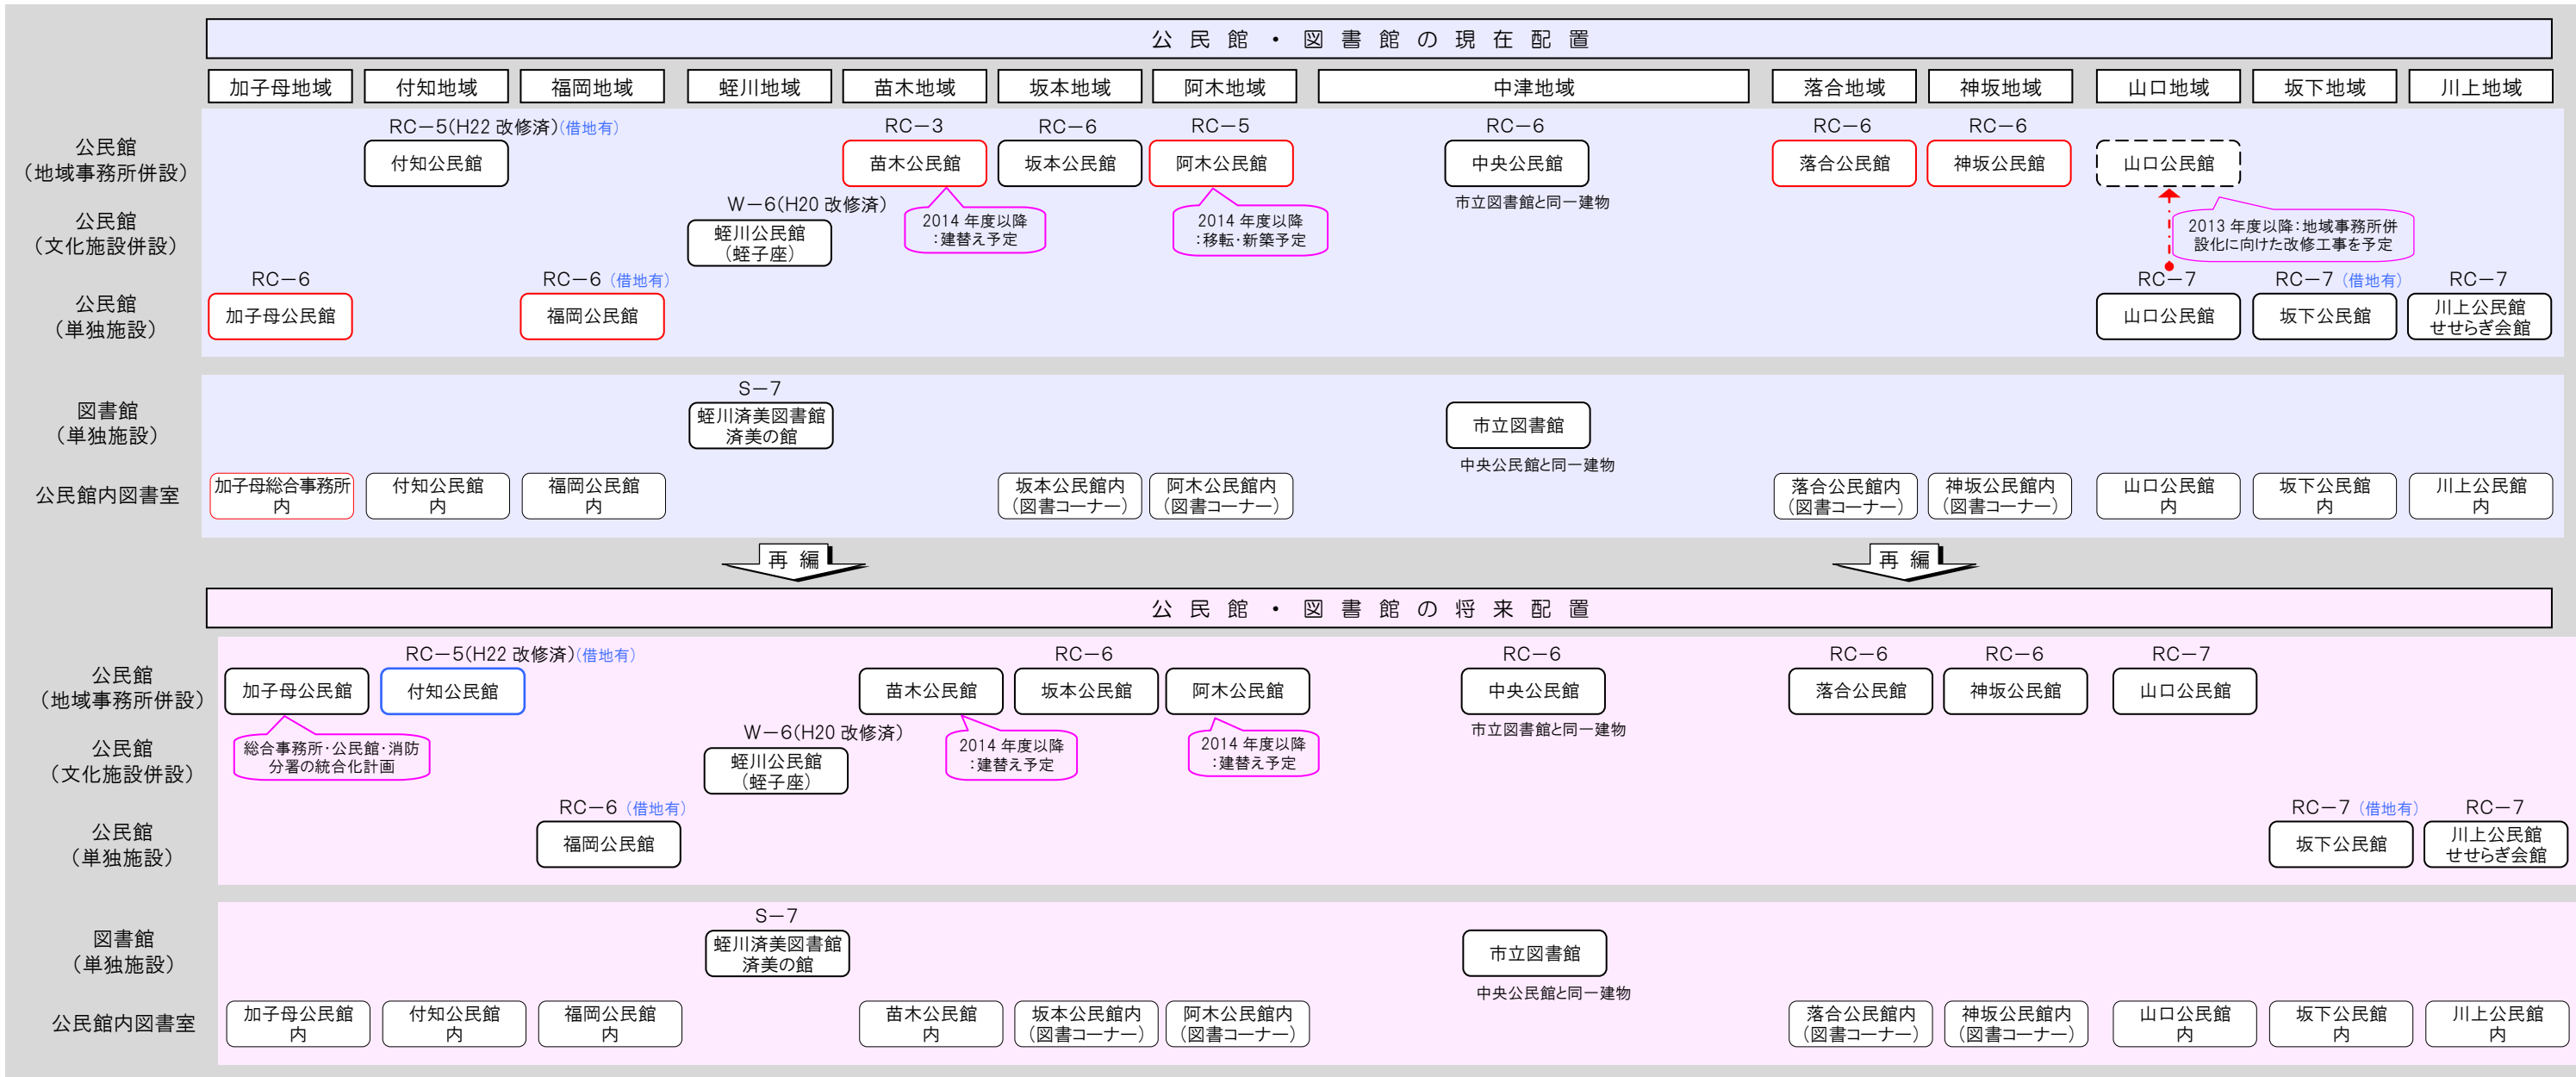 公民館・図書館の現在配置
加子母地域 付知地域 福岡地域 蛭川地域 苗木地域 坂本地域 阿木地域 中津地域 落合地域 神坂地域 山口地域 坂下地域 川上地域
RC－5(H22 改修済)(借地有) RC－3 RC－6 RC－5 RC－6 RC－6 RC－6
公民館
（地域事務所併設）
付知公民館 苗木公民館 坂本公民館 阿木公民館 中央公民館 落合公民館 神坂公民館 山口公民館
市立図書館と同一建物
W－6(H20 改修済)
公民館
（文化施設併設）
蛭川公民館
（蛭子座）
2014 年度以降
：建替え予定
2014 年度以降
：移転・新築予定
2013 年度以降：地域事務所併
設化に向けた改修工事を予定
RC－6 RC－6 (借地有) RC－7 RC－7 (借地有) RC－7
公民館
（単独施設）
加子母公民館 福岡公民館 山口公民館 坂下公民館
川上公民館
せせらぎ会館
S－7
図書館
（単独施設）
蛭川済美図書館
済美の館
市立図書館
中央公民館と同一建物
公民館内図書室
加子母総合事務所
内
付知公民館
内
福岡公民館
内
坂本公民館内
（図書コーナー）
阿木公民館内
（図書コーナー）
落合公民館内
（図書コーナー）
神坂公民館内
（図書コーナー）
山口公民館
内
坂下公民館
内
川上公民館
内
再 編 再 編
公民館・図書館の将来配置
RC－5(H22 改修済)(借地有) RC－6 RC－6 RC－6 RC－6 RC－7
公民館
（地域事務所併設）
加子母公民館 付知公民館 苗木公民館 坂本公民館 阿木公民館 中央公民館 落合公民館 神坂公民館 山口公民館
市立図書館と同一建物
W－6(H20 改修済)
公民館
（文化施設併設）
総合事務所・公民館・消防
分署の統合化計画
蛭川公民館
（蛭子座）
2014 年度以降
：建替え予定
2014 年度以降
：建替え予定
RC－6 (借地有) RC－7 (借地有) RC－7
公民館
（単独施設）
福岡公民館 坂下公民館
川上公民館
せせらぎ会館
S－7
図書館
（単独施設）
蛭川済美図書館
済美の館
市立図書館
中央公民館と同一建物
公民館内図書室
加子母公民館
内
付知公民館
内
福岡公民館
内
苗木公民館
内
坂本公民館内
（図書コーナー）
阿木公民館内
（図書コーナー）
落合公民館内
（図書コーナー）
神坂公民館内
（図書コーナー）
山口公民館
内
坂下公民館
内
川上公民館
内